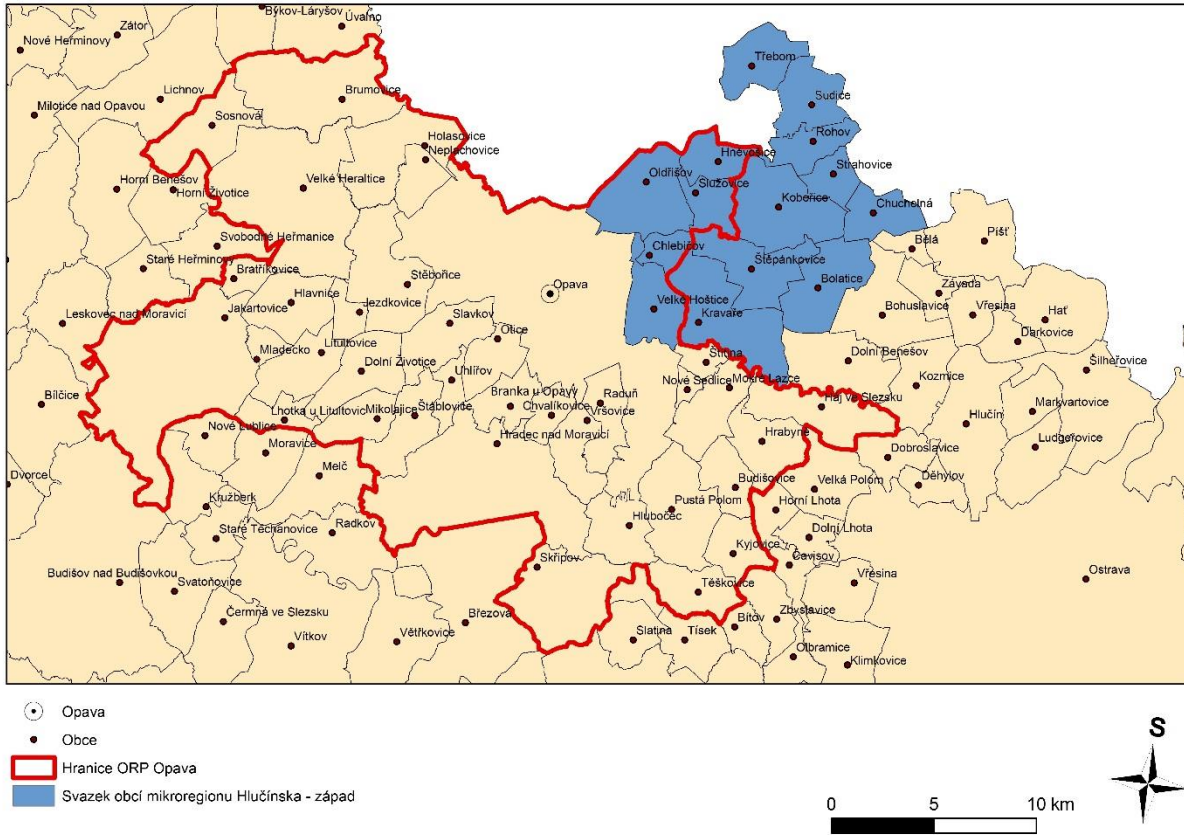 Býkov-Láryšov
Úvalno
Zátor
Nové Heřminovy
Třebom
Lichnov
Brumovice
Sudice
Milotice nad Opavou
Sosnová
Rohov
Holasovice
Neplachovice
Hněvošice
Strahovice
Oldřišov
Služovice
Horní Benešov
Horní Životice
Velké Heraltice
Kobeřice
Chuchelná
Píšť
Svobodné Heřmanice
Bělá
Chlebičov
Staré Heřminovy
Bratříkovice
Štěpánkovice
Stěbořice
Bolatice
Opava
Závada
Hlavnice
Jezdkovice
Velké Hoštice
Bohuslavice
Vřesina
Hať
Jakartovice
Leskovec nad Moravicí
Slavkov
Kravaře
Otice
Darkovice
Litultovice
Mladecko
Štítina
Dolní Benešov
Dolní Životice
Šilheřovice
Uhlířov
Nové Sedlice
Mokré Lazce
Kozmice
Bílčice
Branka u Opavy
Raduň
Háj ve Slezsku
Markvartovice
Lhotka u Litultovic
Mikolajice
Štáblovice
Chvalíkovice
Vršovice
Hlučín
Nové Lublice
Hradec nad Moravicí
Hrabyně
Ludgeřovice
Moravice
Dobroslavice
Melč
Dvorce
Budišovice
Velká Polom
Děhylov
Kružberk
Pustá Polom
Horní Lhota
Hlubočec
Staré Těchanovice
Radkov
Dolní Lhota
Kyjovice
Skřipov
Čavisov
Budišov nad Budišovkou
Svatoňovice
Těškovice
Vřesina
Ostrava
Čermná ve Slezsku
Březová
Zbyslavice
Bítov
Vítkov
Větřkovice
Slatina
Tísek
Olbramice
Klimkovice
Opava
Obce
Hranice ORP Opava
Svazek obcí mikroregionu Hlučínska - západ
S
0 5 10 km